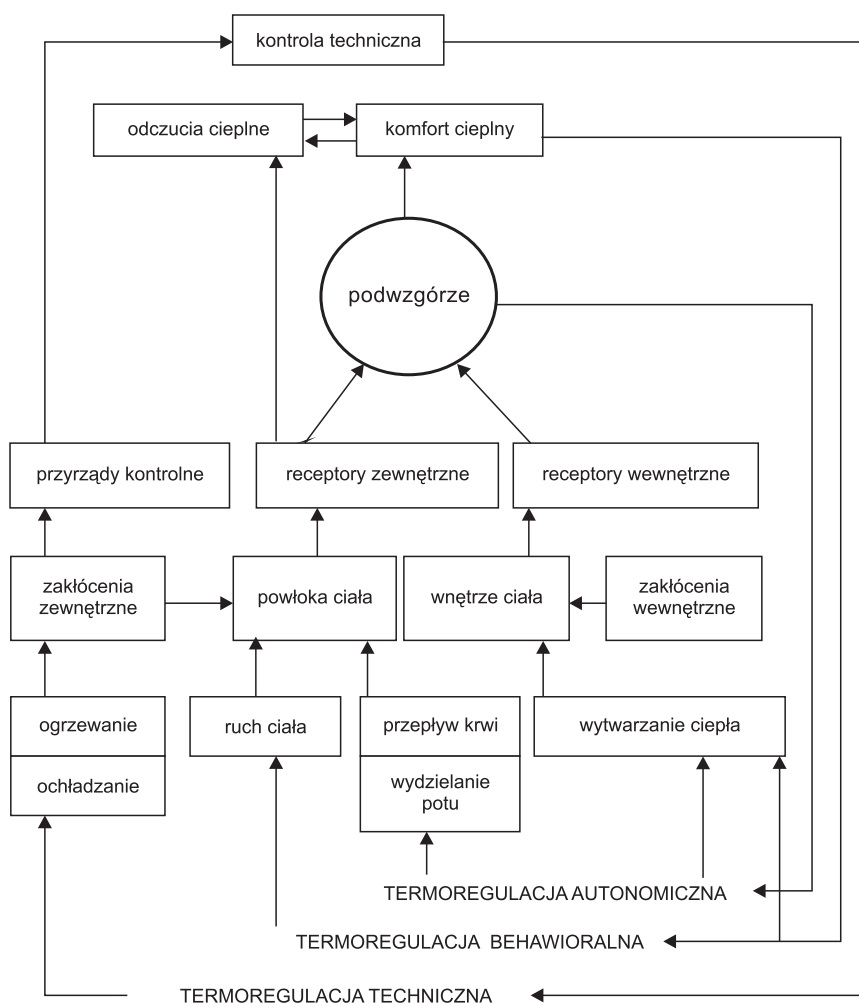 kontrola techniczna
odczucia cieplne
komfort cieplny
podwzgórze
przyrządy kontrolne
receptory zewnętrzne
receptory wewnętrzne
zakłócenia
zewnętrzne
powłoka ciała
wnętrze ciała
zakłócenia
wewnętrzne
ogrzewanie
ochładzanie
ruch ciała
przepływ krwi
wydzielanie
potu
wytwarzanie ciepła
TERMOREGULACJA AUTONOMICZNA
TERMOREGULACJA BEHAWIORALNA
TERMOREGULACJA TECHNICZNA